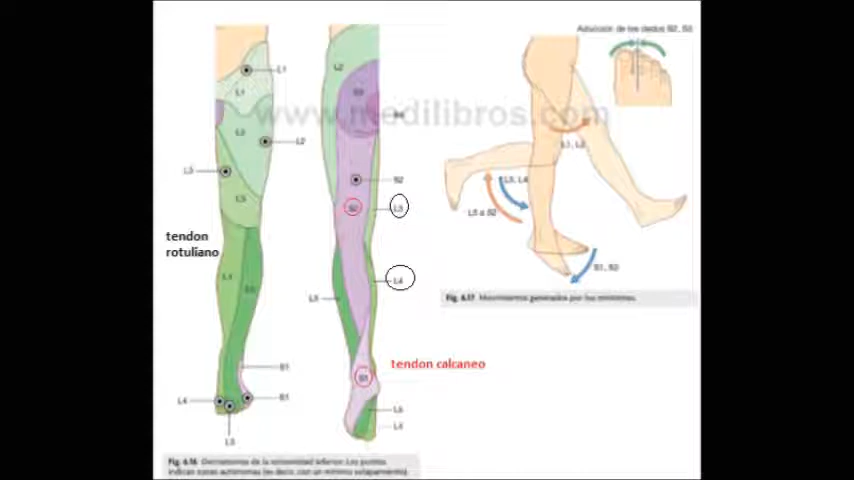 Aducción de los dedos S2, S3
www.medilibros.com
L1
L1
L2
L2
L3
L3
L4
L5
S1
S1
L4
L5
L2
S3
S2
S2
L3
L4
L5
S1
L5
L4
tendon
rotuliano
tendon calcaneo
L1, L2
L3, L4
L5 a S2
S1, S2
Fig. 6.17 Movimientos generados por los miotomos.
Fig. 6.16 Dermatomas de la extremidad inferior. Los puntos
indican zonas autónomas (es decir, con un mínimo solapamiento).